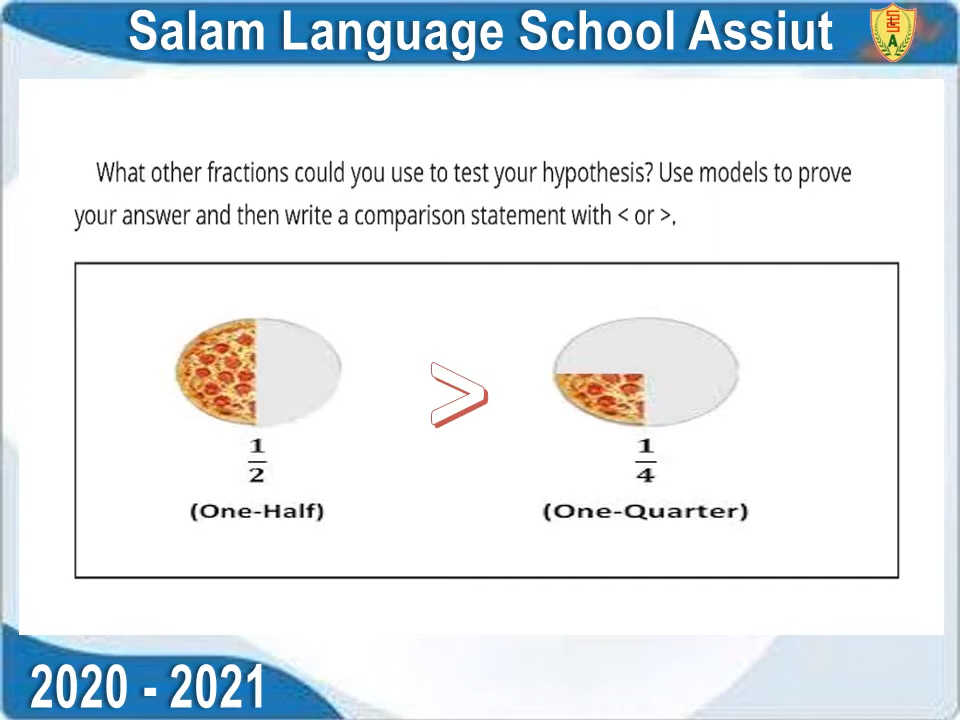 Salam Language School Assiut
What other fractions could you use to test your hypothesis? Use models to prove
your answer and then write a comparison statement with < or >.
>
1
2
(One-Half)
1
4
(One-Quarter)
2020 - 2021